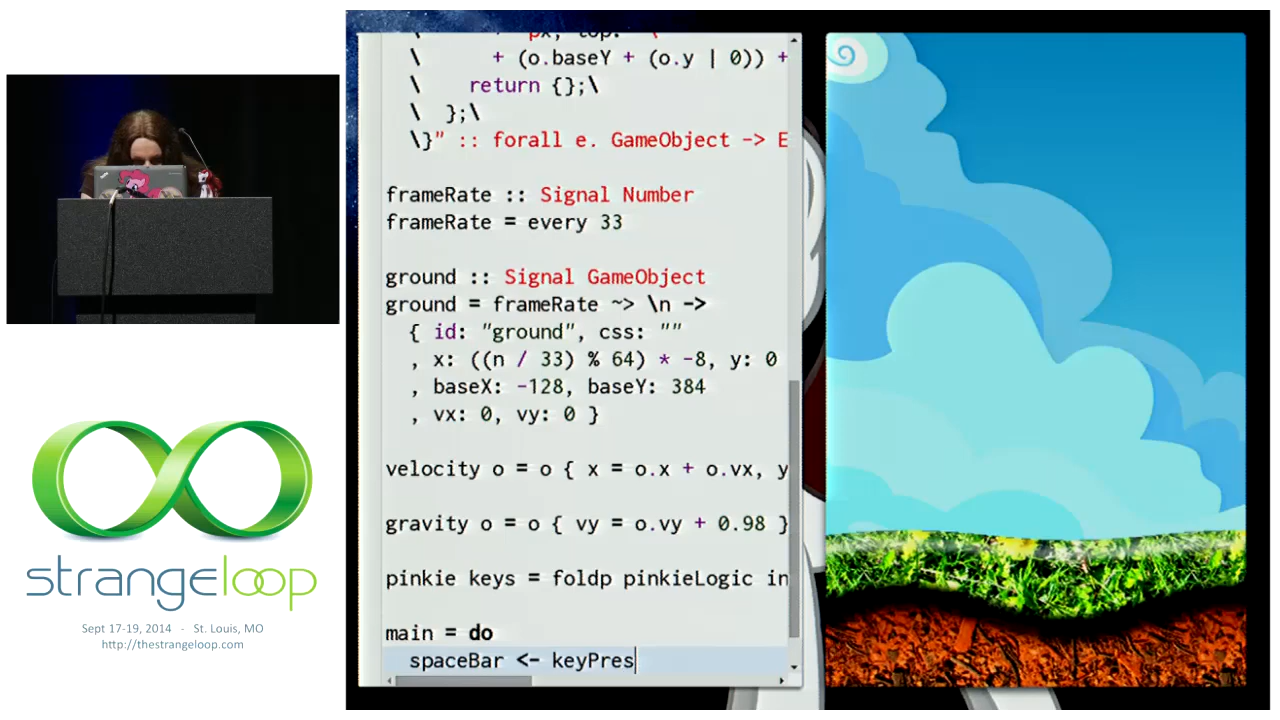 \      + px, top: \
\      + (o.baseY + (o.y | 0)) +
\    return {};\
\  };\
\}" :: forall e. GameObject -> E
frameRate :: Signal Number
frameRate = every 33
ground :: Signal GameObject
ground = frameRate ~> \n ->
{ id: "ground", css: ""
, x: ((n / 33) % 64) * -8, y: 0
, baseX: -128, baseY: 384
, vx: 0, vy: 0 }
velocity o = o { x = o.x + o.vx, y
gravity o = o { vy = o.vy + 0.98 }
pinkie keys = foldp pinkieLogic in
main = do
spaceBar <- keyPres
strangeloop
Sept 17-19, 2014 - St. Louis, MO
http://thestrangeloop.com